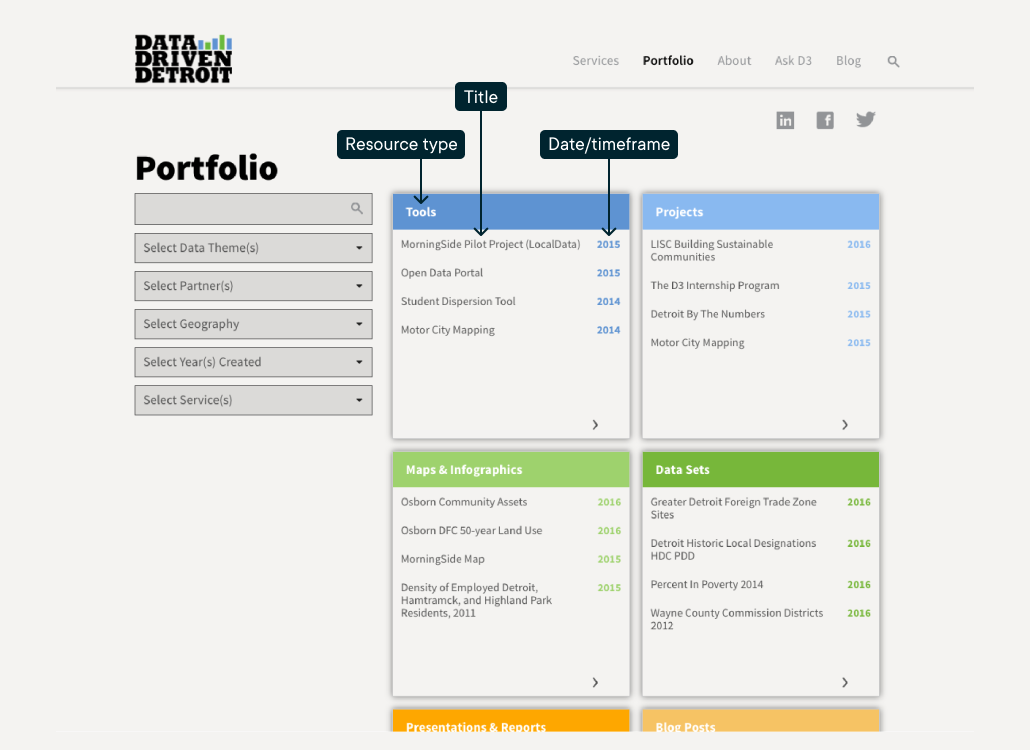 DATA
DRIVEN
DETROIT
Services
Portfolio
About
Ask D3
Blog
Title
Resource type
Date/timeframe
Portfolio
Select Data Theme(s)
Select Partner(s)
Select Geography
Select Year(s) Created
Select Service(s)
Tools
MorningSide Pilot Project (LocalData) 2015
Open Data Portal 2015
Student Dispersion Tool 2014
Motor City Mapping 2014
Projects
LISC Building Sustainable 2016
Communities
The D3 Internship Program 2015
Detroit By The Numbers 2015
Motor City Mapping 2015
Maps & Infographics
Osborn Community Assets 2016
Osborn DFC 50-year Land Use 2016
MorningSide Map 2015
Density of Employed Detroit, 2015
Hamtramck, and Highland Park
Residents, 2011
Data Sets
Greater Detroit Foreign Trade Zone 2016
Sites
Detroit Historic Local Designations 2016
HDC PDD
Percent In Poverty 2014 2016
Wayne County Commission Districts 2016
2012
Presentations & Reports
Blog Posts